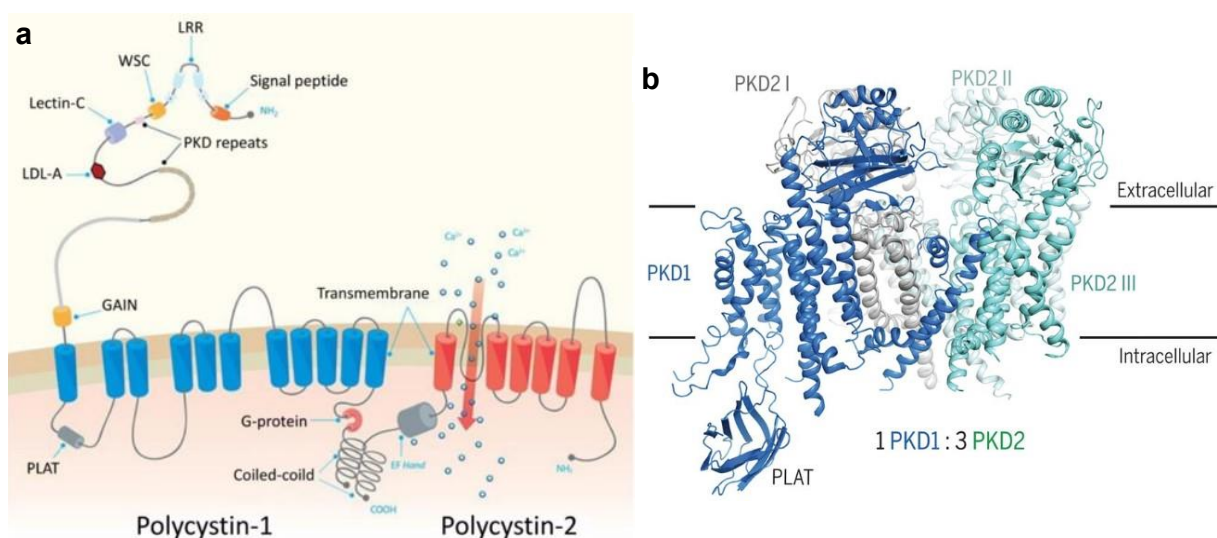 a
LRR
WSC
Signal peptide
Lectin-C
NH₂
PKD repeats
LDL-A
Ca²⁺
Ca²⁺
GAIN
Transmembrane
G-protein
PLAT
EF Hand
Coiled-coild
NH₂
COOH
Polycystin-1
Polycystin-2
b
PKD2 I
PKD2 II
Extracellular
PKD1
PKD2 III
Intracellular
1 PKD1 : 3 PKD2
PLAT